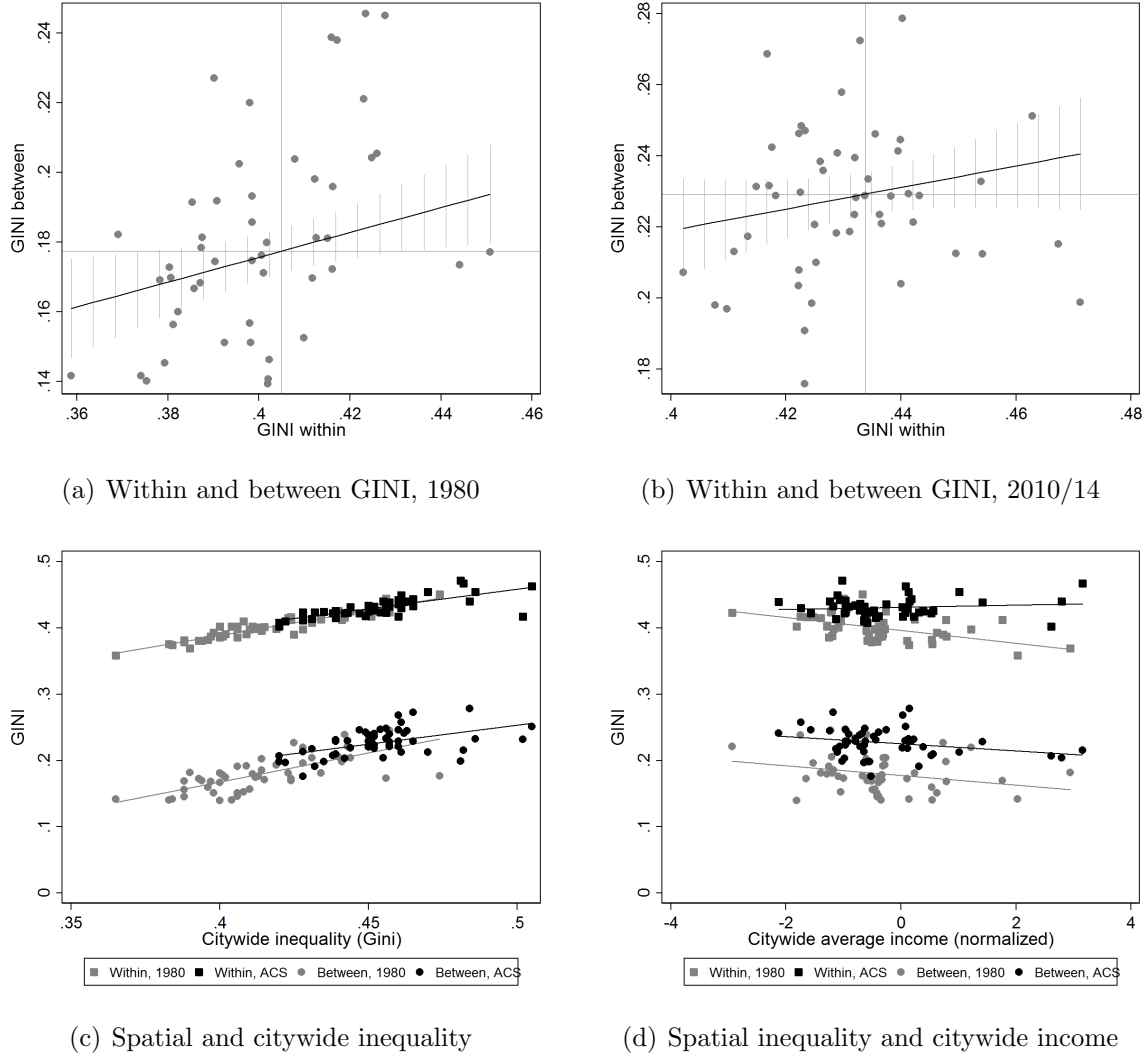 .24
.22
.2
.18
.16
.14
GINI between
.36 .38 .4 .42 .44 .46
GINI within
(a) Within and between GINI, 1980
.28
.26
.24
.22
.2
.18
GINI between
.4 .42 .44 .46 .48
GINI within
(b) Within and between GINI, 2010/14
.5
.4
.3
.2
.1
0
GINI
.35 .4 .45 .5
Citywide inequality (Gini)
Within, 1980 Within, ACS Between, 1980 Between, ACS
(c) Spatial and citywide inequality
.5
.4
.3
.2
.1
0
GINI
-4 -2 0 2 4
Citywide average income (normalized)
Within, 1980 Within, ACS Between, 1980 Between, ACS
(d) Spatial inequality and citywide income